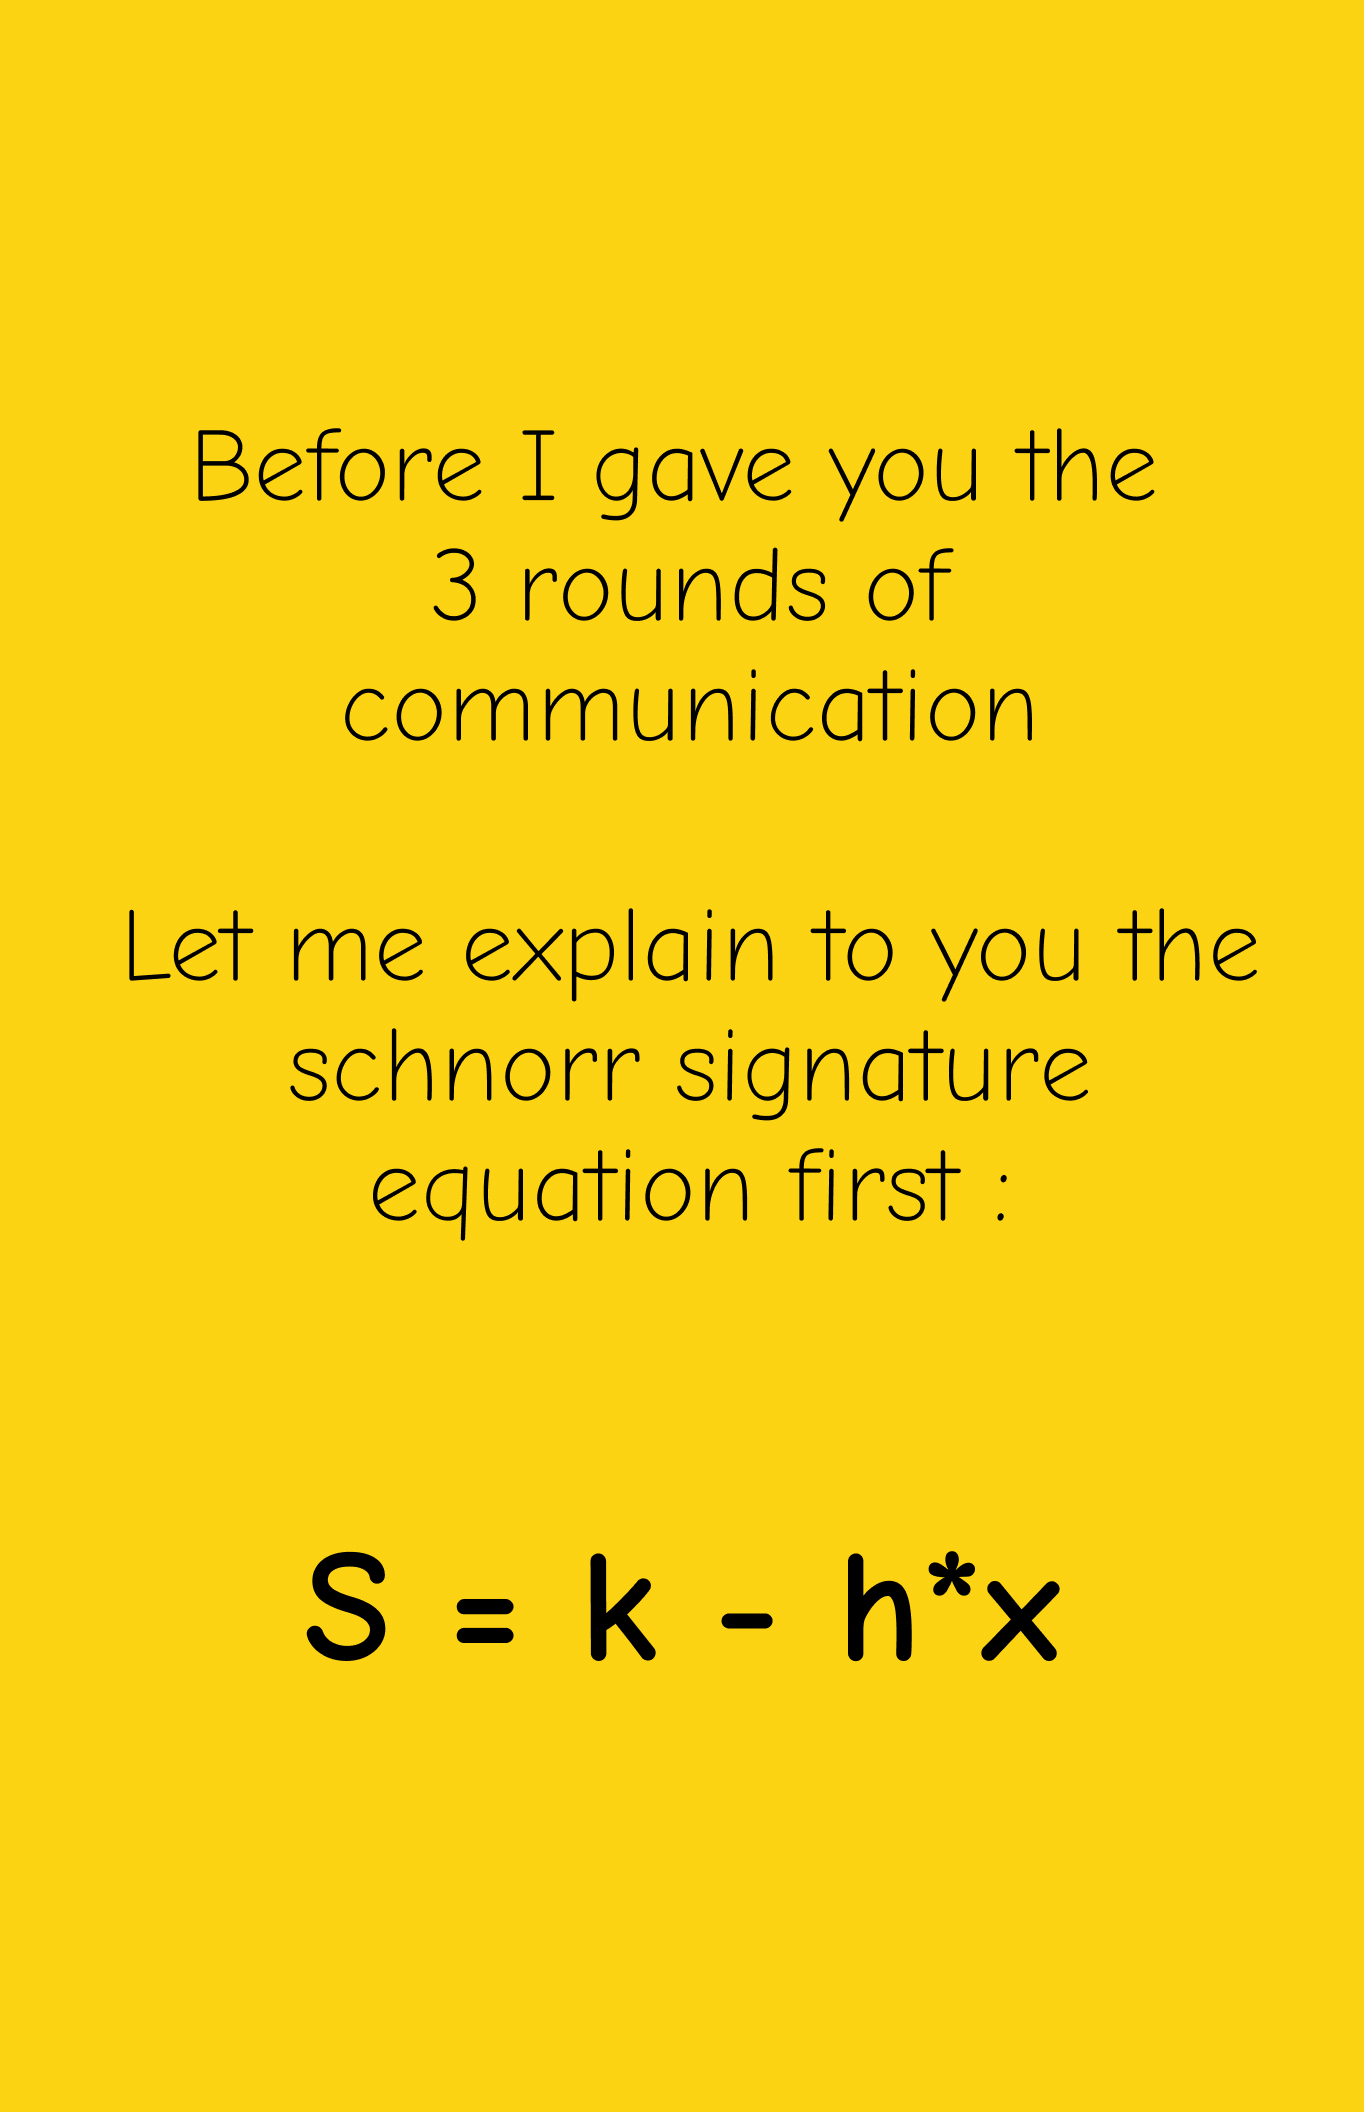 Before I gave you the
3 rounds of
communication
Let me explain to you the
schnorr signature
equation first :
S = k - h*x